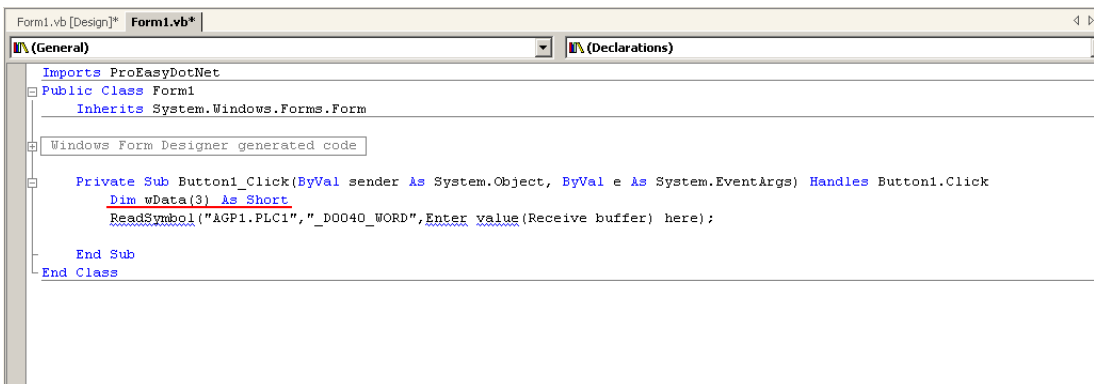 Form1.vb [Design]* Form1.vb*
(General) (Declarations)
Imports ProEasyDotNet
Public Class Form1
Inherits System.Windows.Forms.Form
Windows Form Designer generated code
Private Sub Button1_Click(ByVal sender As System.Object, ByVal e As System.EventArgs) Handles Button1.Click
Dim wData(3) As Short
ReadSymbol("AGP1.PLC1","_D0040_WORD",Enter value(Receive buffer) here);
End Sub
End Class